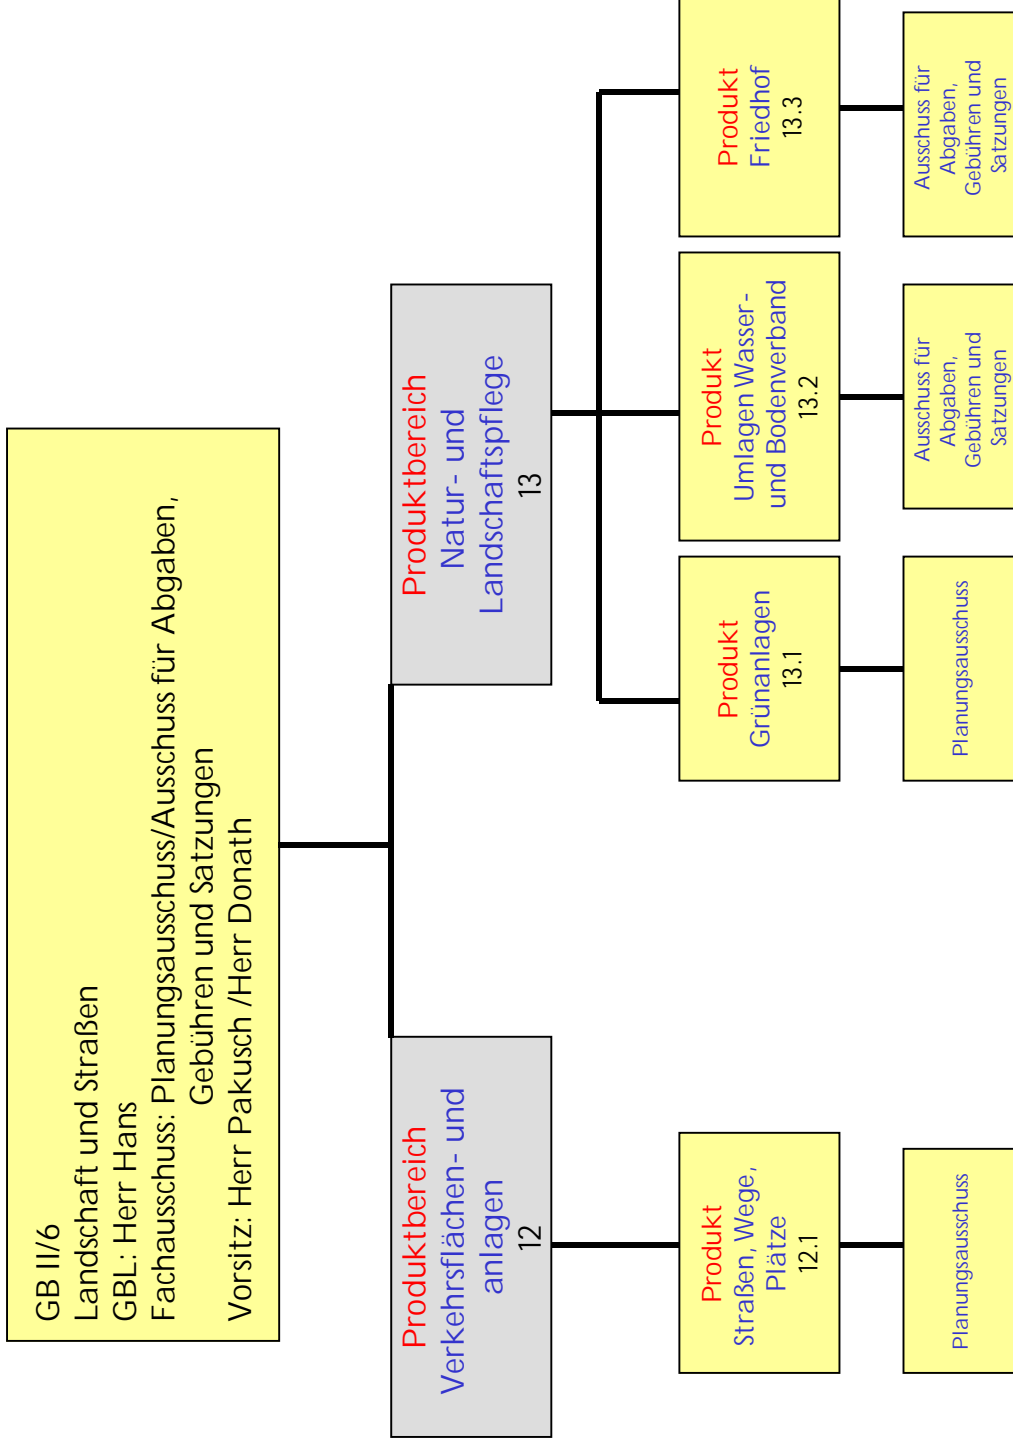 GB II/6
Landschaft und Straßen
GBL: Herr Hans
Fachausschuss: Planungsausschuss/Ausschuss für Abgaben,
Gebühren und Satzungen
Vorsitz: Herr Pakusch /Herr Donath
Produktbereich
Verkehrsflächen- und
anlagen
12
Produktbereich
Natur- und
Landschaftspflege
13
Produkt
Straßen, Wege,
Plätze
12.1
Produkt
Grünanlagen
13.1
Produkt
Umlagen Wasser-
und Bodenverband
13.2
Produkt
Friedhof
13.3
Planungsausschuss
Planungsausschuss
Ausschuss für
Abgaben,
Gebühren und
Satzungen
Ausschuss für
Abgaben,
Gebühren und
Satzungen